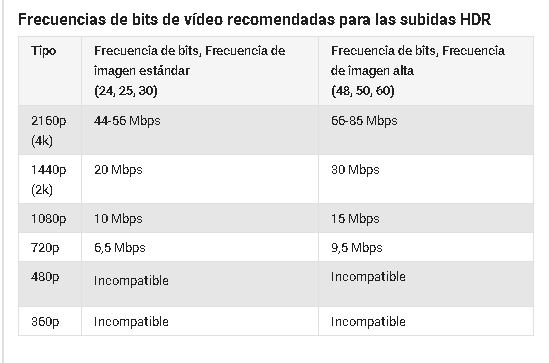 Frecuencias de bits de vídeo recomendadas para las subidas HDR
Tipo
Frecuencia de bits, Frecuencia de
imagen estándar
(24, 25, 30)
Frecuencia de bits, Frecuencia
de imagen alta
(48, 50, 60)
2160p
(4k)
44-56 Mbps
66-85 Mbps
1440p
(2k)
20 Mbps
30 Mbps
1080p
10 Mbps
15 Mbps
720p
6,5 Mbps
9,5 Mbps
480p
Incompatible
Incompatible
360p
Incompatible
Incompatible